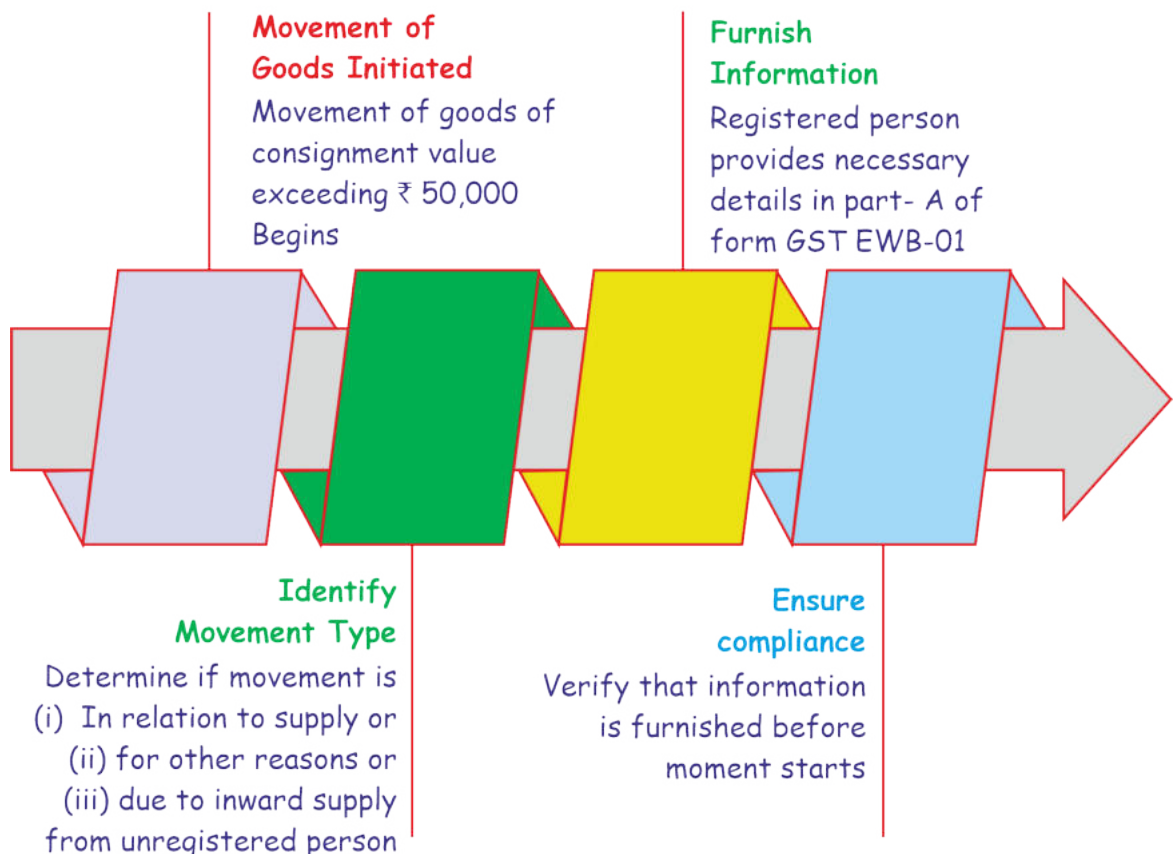 Movement of
Goods Initiated
Movement of goods of
consignment value
exceeding ₹ 50,000
Begins
Identify
Movement Type
Determine if movement is
(i) In relation to supply or
(ii) for other reasons or
(iii) due to inward supply
from unregistered person
Furnish
Information
Registered person
provides necessary
details in part- A of
form GST EWB-01
Ensure
compliance
Verify that information
is furnished before
moment starts